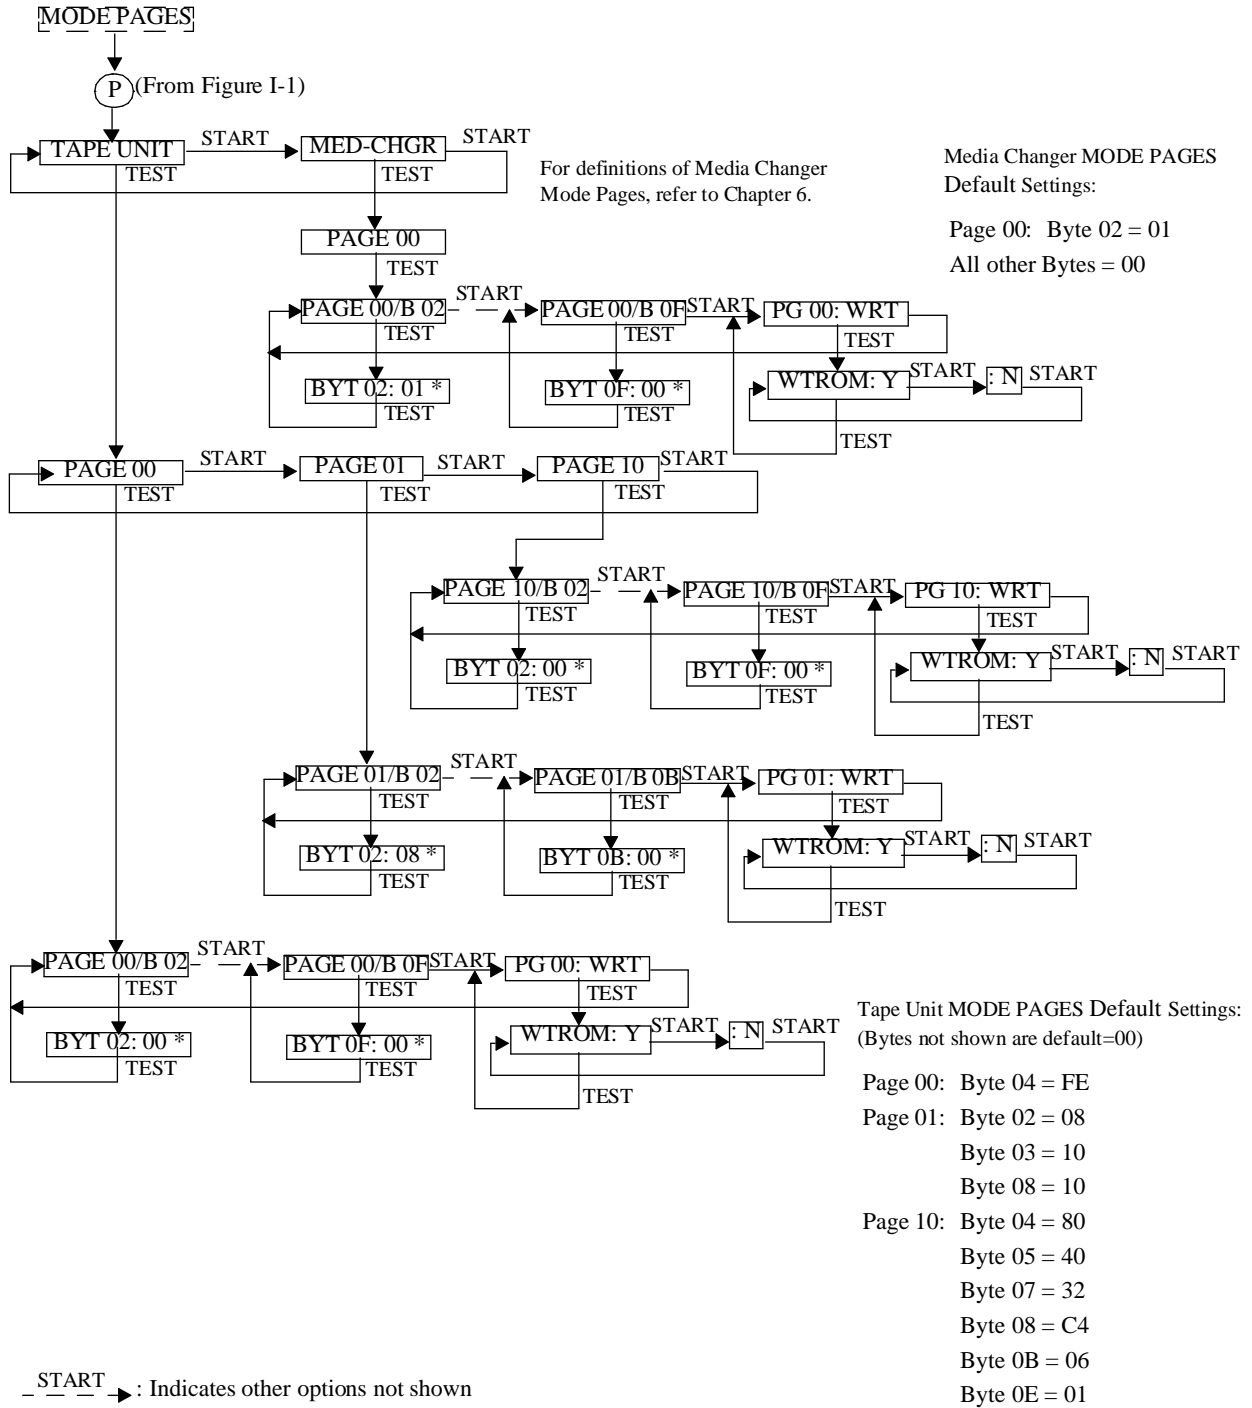 MODE PAGES
P (From Figure I-1)
TAPE UNIT START MED-CHGR START
TEST TEST
For definitions of Media Changer
Mode Pages, refer to Chapter 6.
Media Changer MODE PAGES
Default Settings:
Page 00: Byte 02 = 01
All other Bytes = 00
PAGE 00
TEST
PAGE 00/B 02 START PAGE 00/B 0F START PG 00: WRT
TEST TEST TEST
BYT 02: 01 * BYT 0F: 00 * WTROM: Y START : N START
TEST TEST TEST
PAGE 00 START PAGE 01 START PAGE 10 START
TEST TEST TEST
PAGE 10/B 02 START PAGE 10/B 0F START PG 10: WRT
TEST TEST TEST
BYT 02: 00 * BYT 0F: 00 * WTROM: Y START : N START
TEST TEST TEST
PAGE 01/B 02 START PAGE 01/B 0B START PG 01: WRT
TEST TEST TEST
BYT 02: 08 * BYT 0B: 00 * WTROM: Y START : N START
TEST TEST TEST
PAGE 00/B 02 START PAGE 00/B 0F START PG 00: WRT
TEST TEST TEST
BYT 02: 00 * BYT 0F: 00 * WTROM: Y START : N START
TEST TEST TEST
Tape Unit MODE PAGES Default Settings:
(Bytes not shown are default=00)
Page 00: Byte 04 = FE
Page 01: Byte 02 = 08
Byte 03 = 10
Byte 08 = 10
Page 10: Byte 04 = 80
Byte 05 = 40
Byte 07 = 32
Byte 08 = C4
Byte 0B = 06
Byte 0E = 01
START : Indicates other options not shown